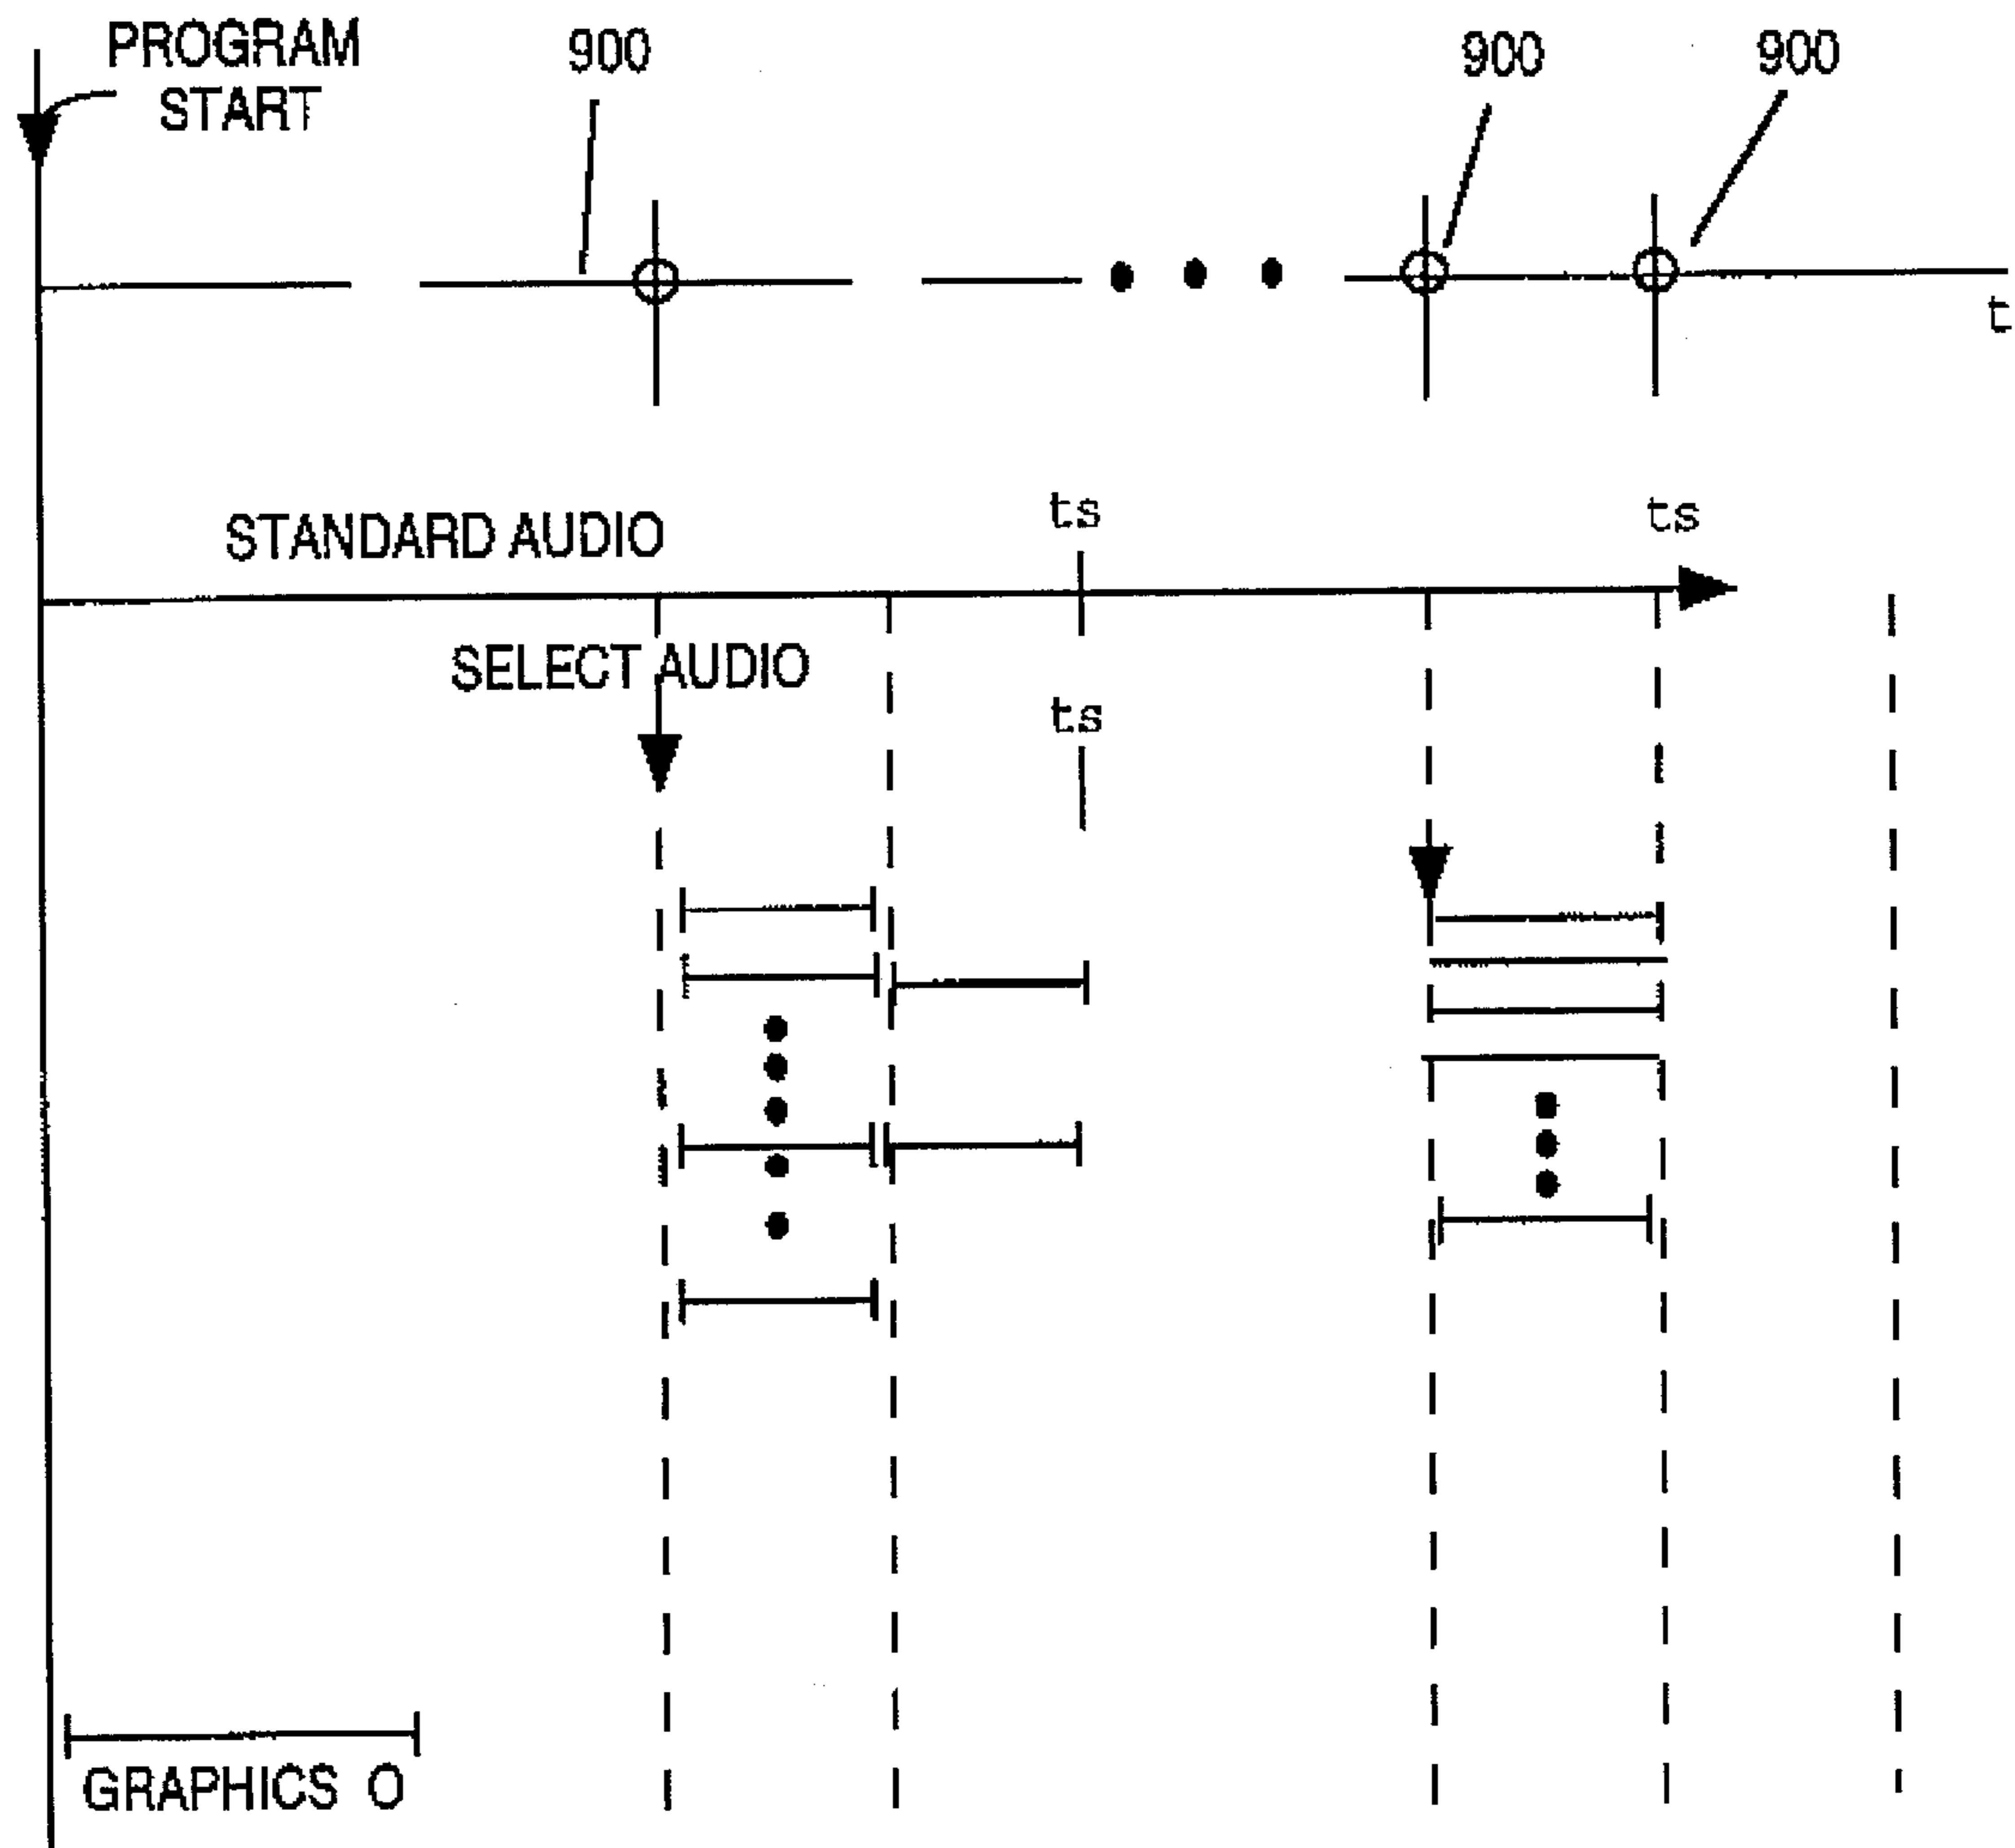 PROGRAM
START
900
900
900
t
STANDARD AUDIO
ts
ts
SELECT AUDIO
ts
GRAPHICS O